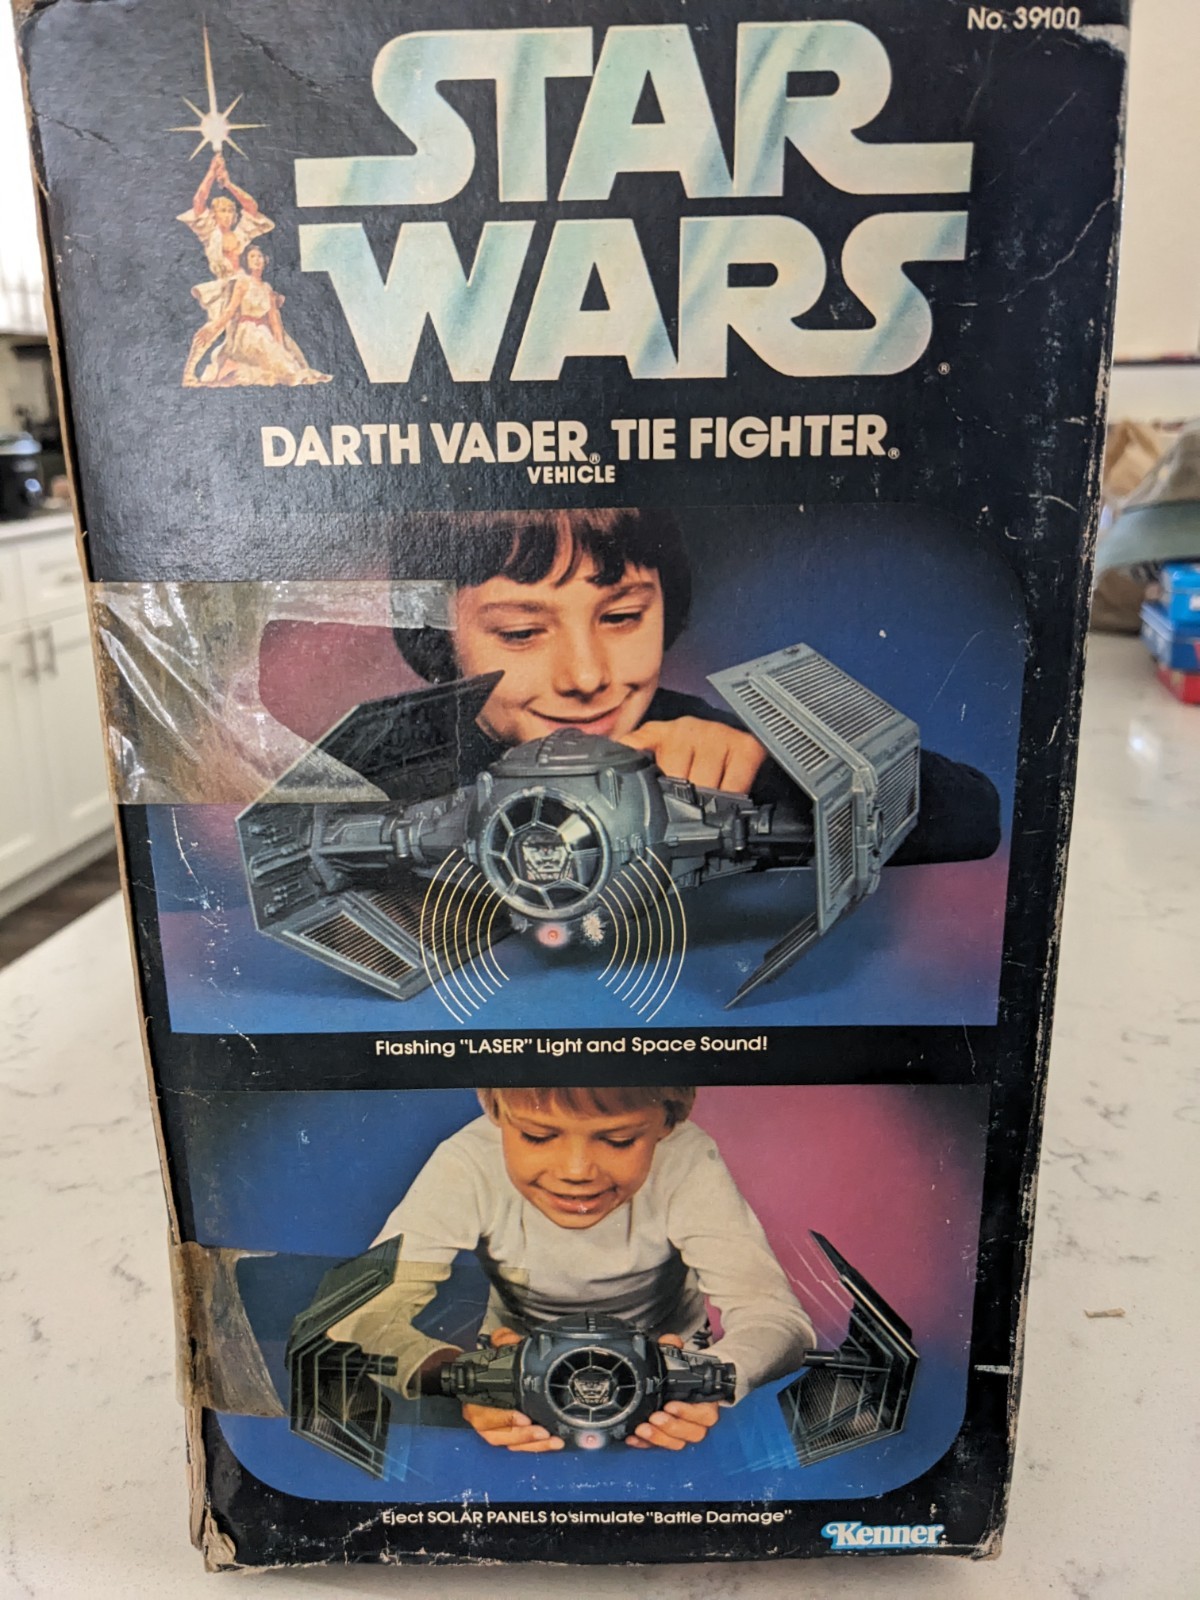 No. 39100
STAR
WARS®
DARTH VADER® TIE FIGHTER®
VEHICLE
Flashing "LASER" Light and Space Sound!
Eject SOLAR PANELS to simulate "Battle Damage"
Kenner